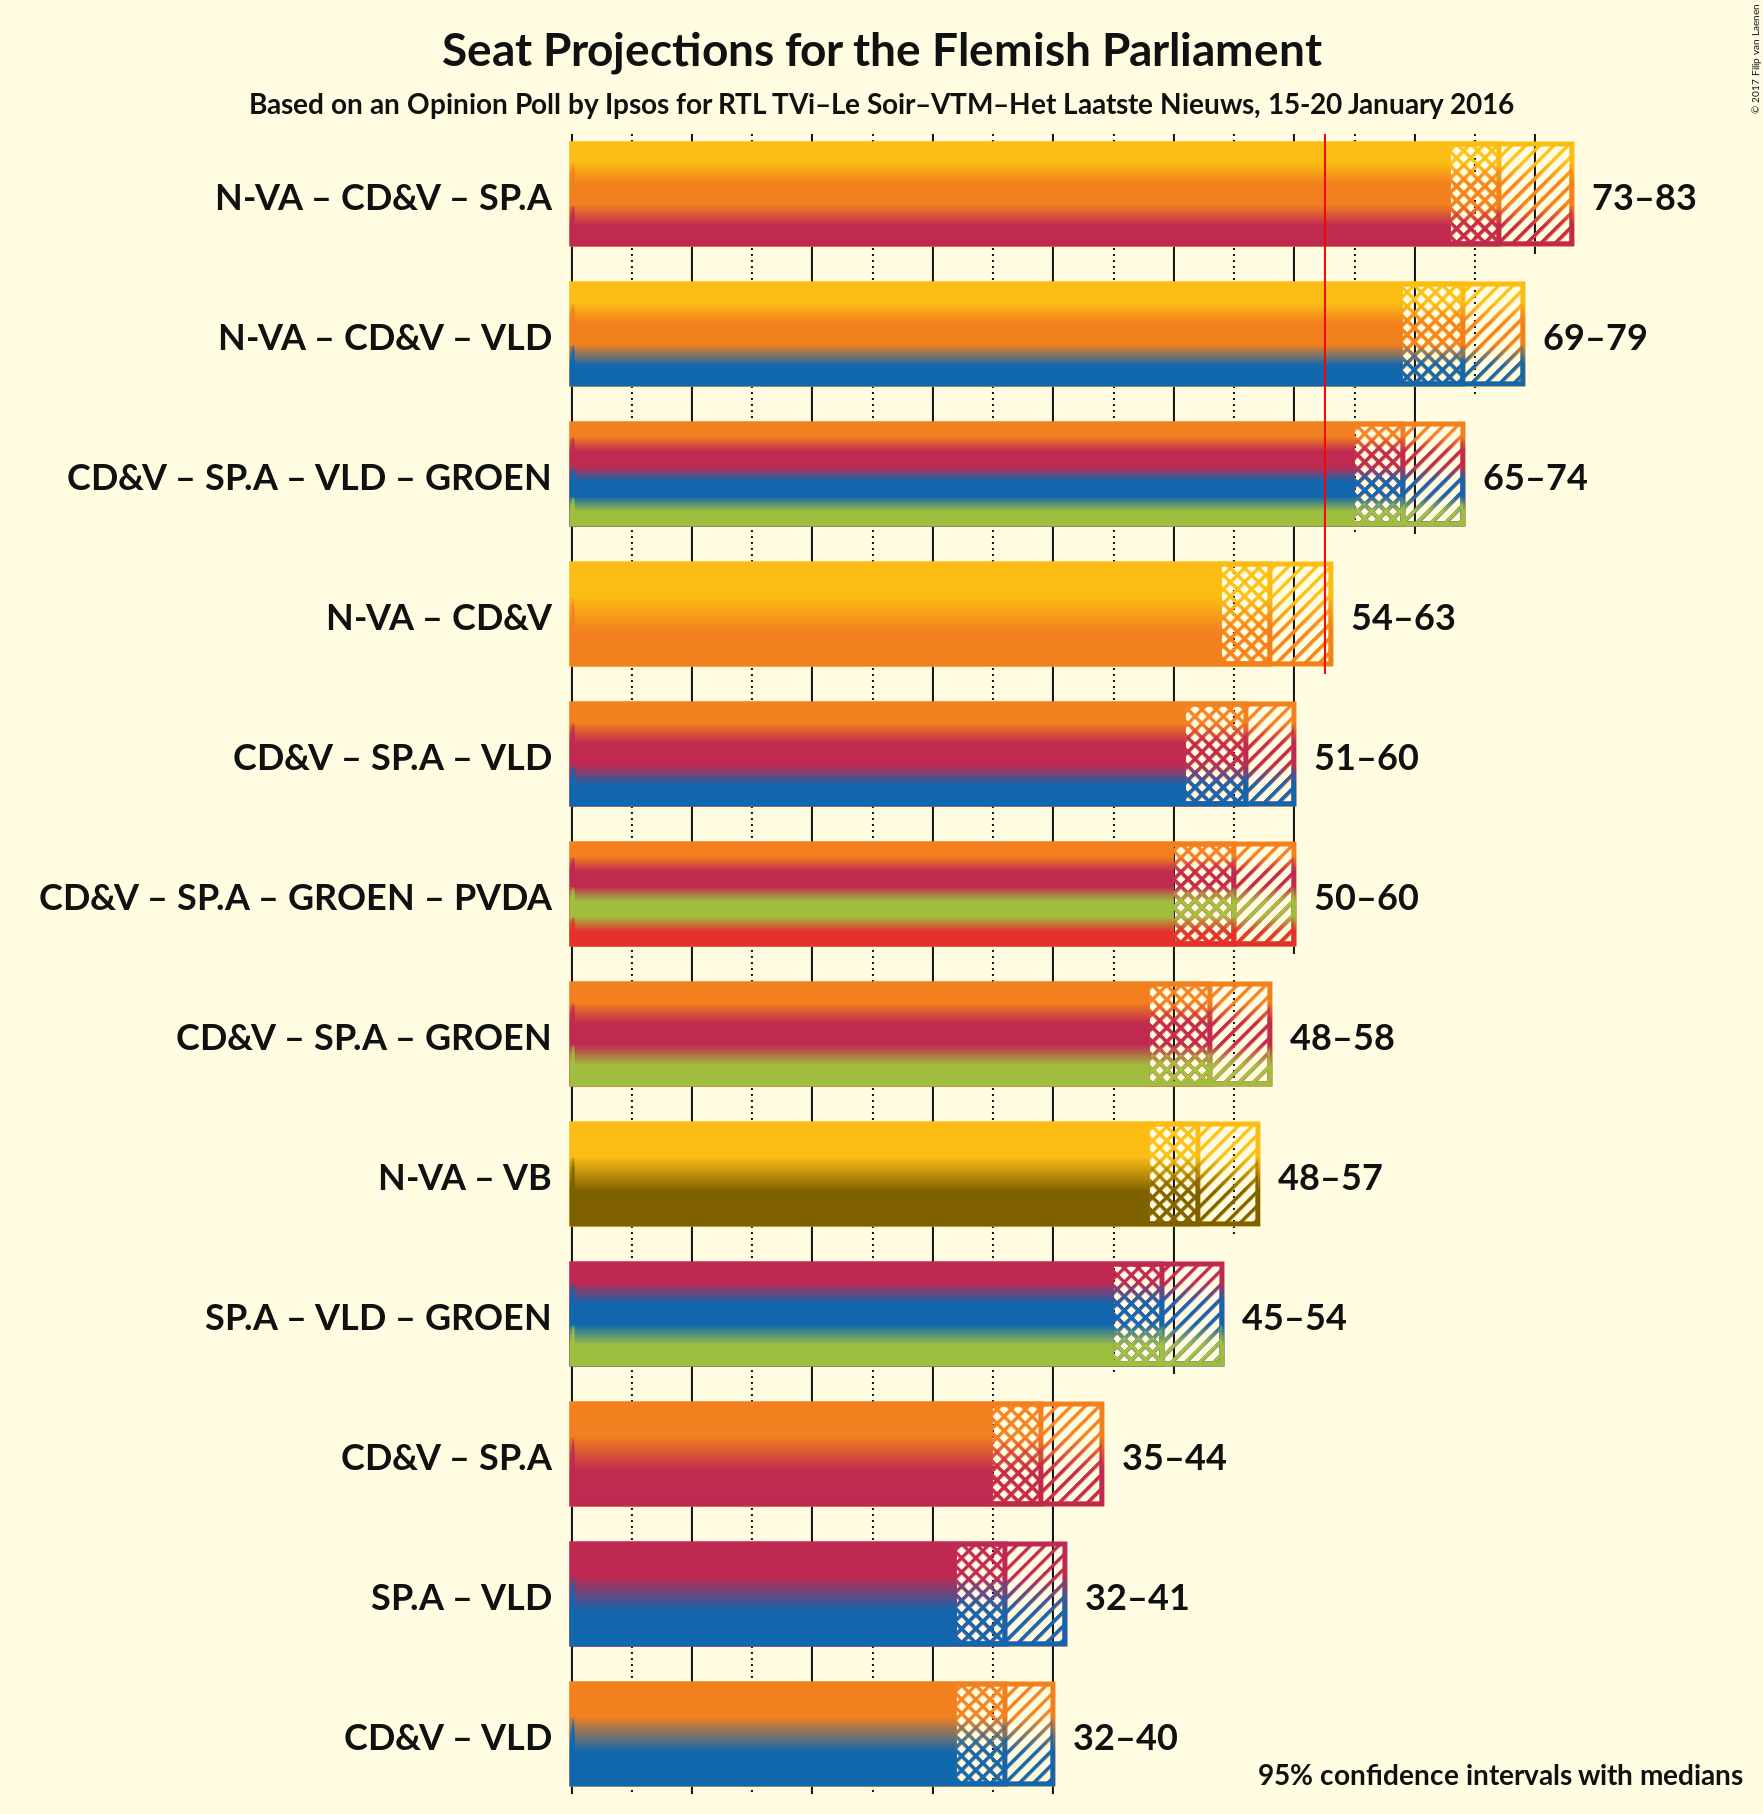 Seat Projections for the Flemish Parliament
Based on an Opinion Poll by Ipsos for RTL TVi–Le Soir–VTM–Het Laatste Nieuws, 15-20 January 2016
© 2017 Filip van Laenen
N-VA – CD&V – SP.A 73–83
N-VA – CD&V – VLD 69–79
CD&V – SP.A – VLD – GROEN 65–74
N-VA – CD&V 54–63
CD&V – SP.A – VLD 51–60
CD&V – SP.A – GROEN – PVDA 50–60
CD&V – SP.A – GROEN 48–58
N-VA – VB 48–57
SP.A – VLD – GROEN 45–54
CD&V – SP.A 35–44
SP.A – VLD 32–41
CD&V – VLD 32–40
95% confidence intervals with medians